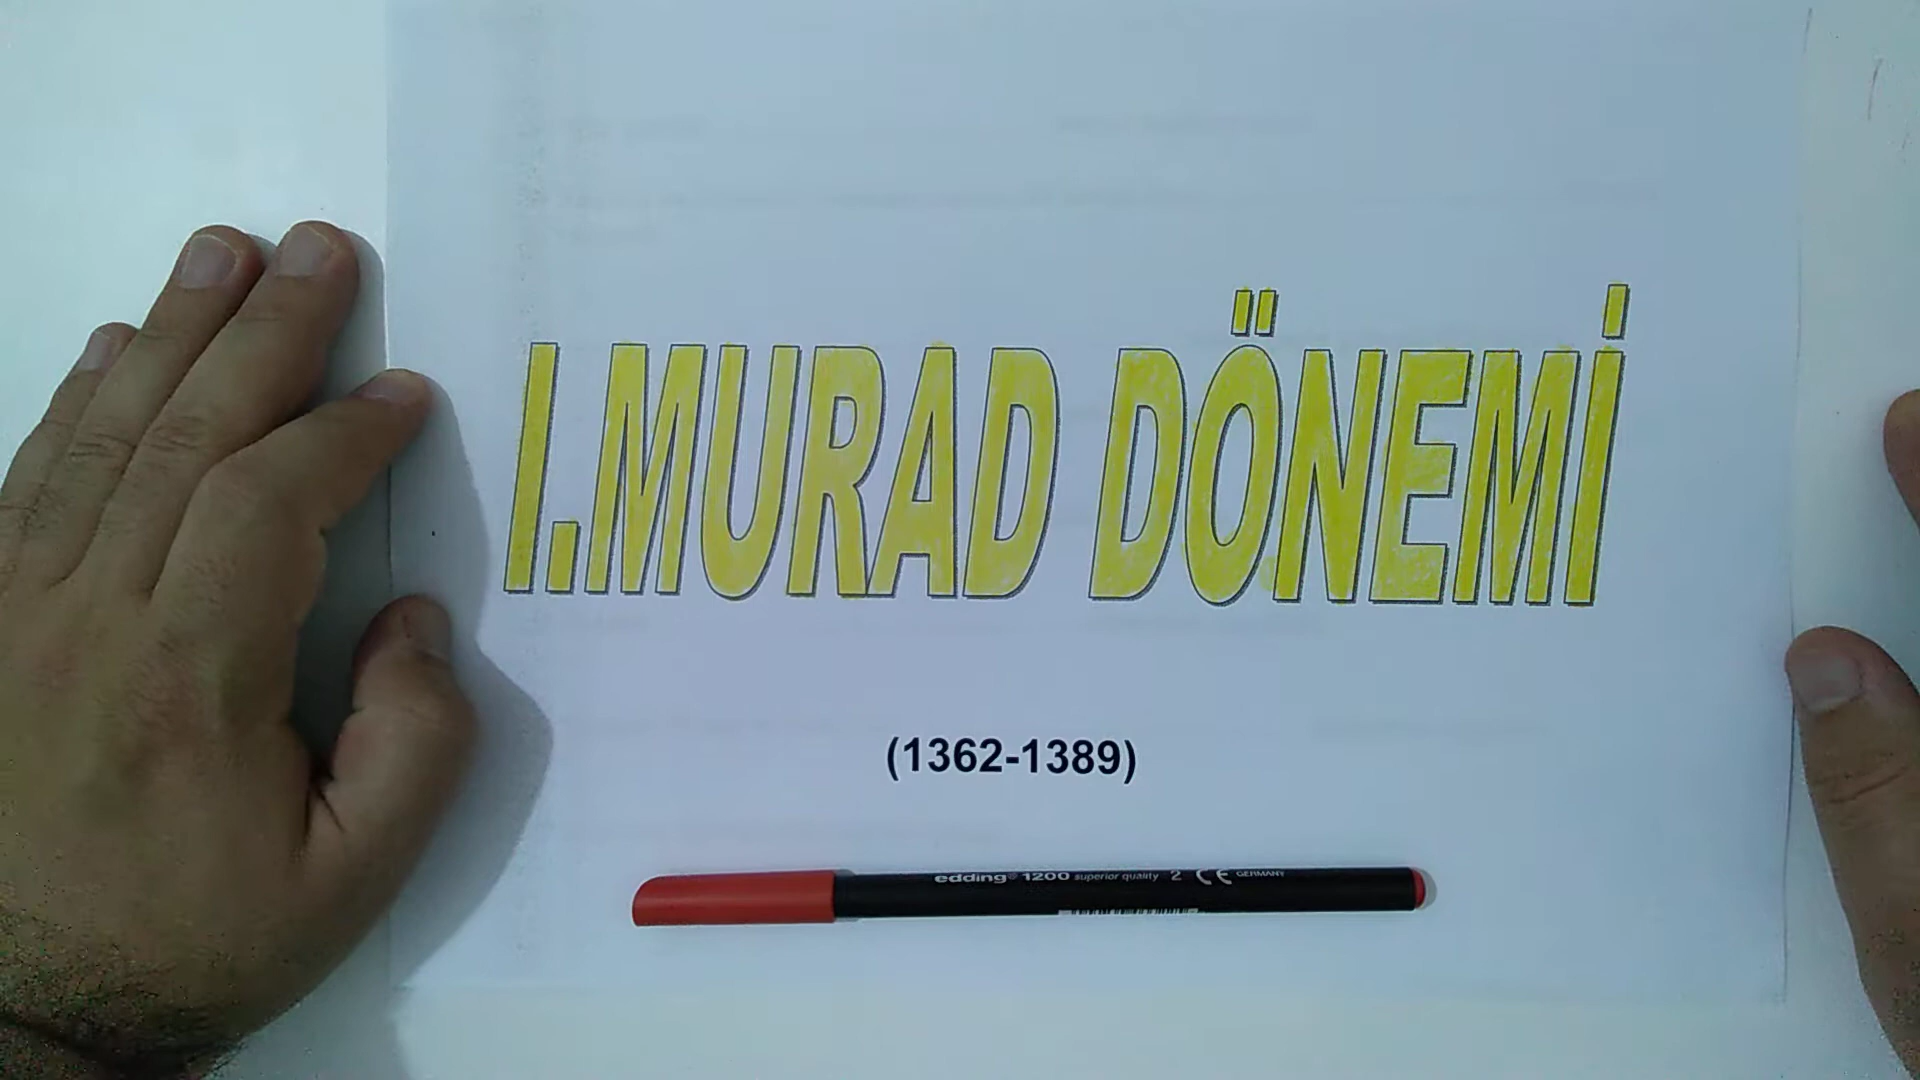 I.MURAD DÖNEMİ
(1362-1389)
edding® 1200 superior quality 2 CE GERMANY